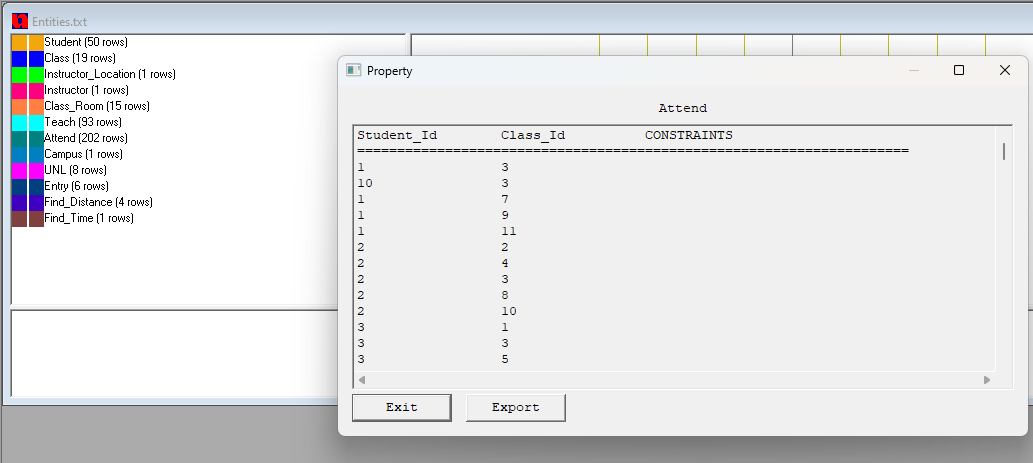 Entities.txt
Student (50 rows)
Class (19 rows)
Instructor_Location (1 rows)
Instructor (1 rows)
Class_Room (15 rows)
Teach (93 rows)
Attend (202 rows)
Campus (1 rows)
UNL (8 rows)
Entry (6 rows)
Find_Distance (4 rows)
Find_Time (1 rows)
Property
Attend
Student_Id Class_Id CONSTRAINTS
=====================================================================
1 3
10 3
1 7
1 9
1 11
2 2
2 4
2 3
2 8
2 10
3 1
3 3
3 5
Exit Export